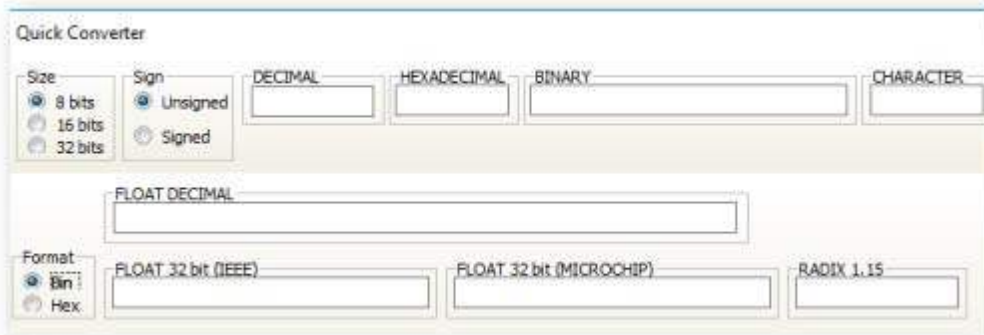 Quick Converter
Size Sign DECIMAL HEXADECIMAL BINARY CHARACTER
8 bits Unsigned
16 bits
32 bits Signed
FLOAT DECIMAL
Format
Bin FLOAT 32 bit (IEEE) FLOAT 32 bit (MICROCHIP) RADIX 1.15
Hex